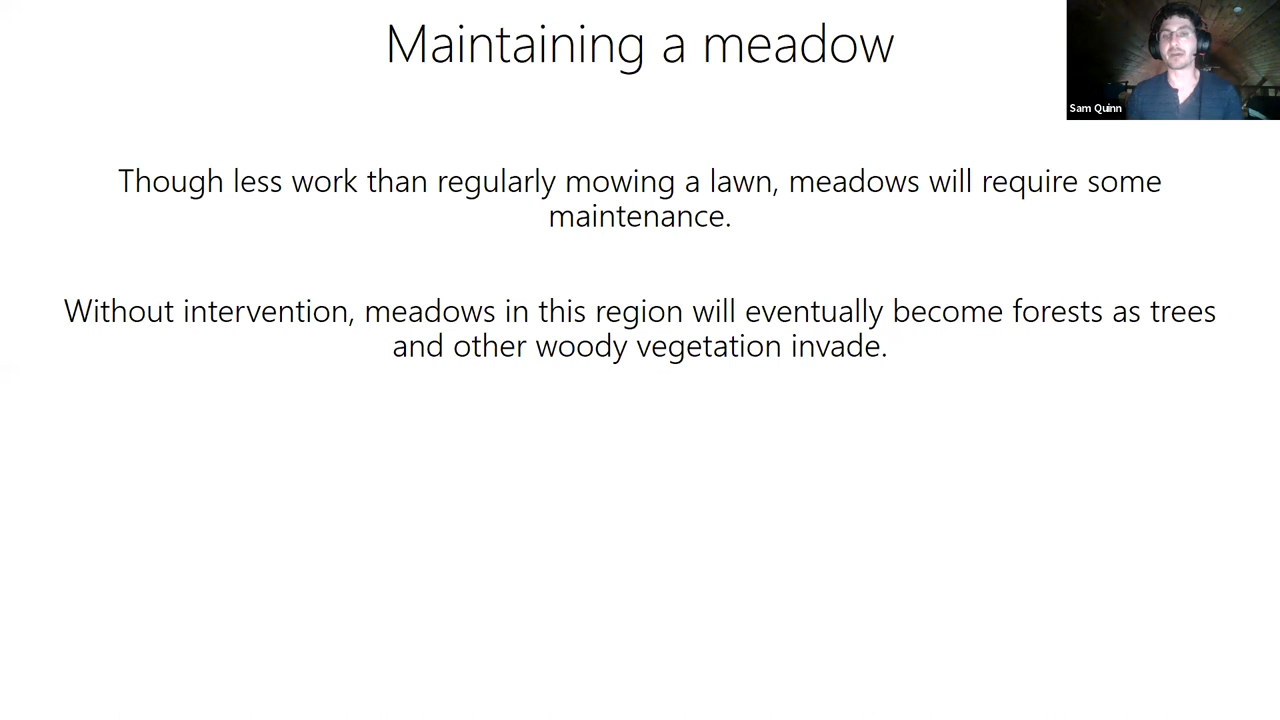 Maintaining a meadow
Sam Quinn
Though less work than regularly mowing a lawn, meadows will require some
maintenance.
Without intervention, meadows in this region will eventually become forests as trees
and other woody vegetation invade.